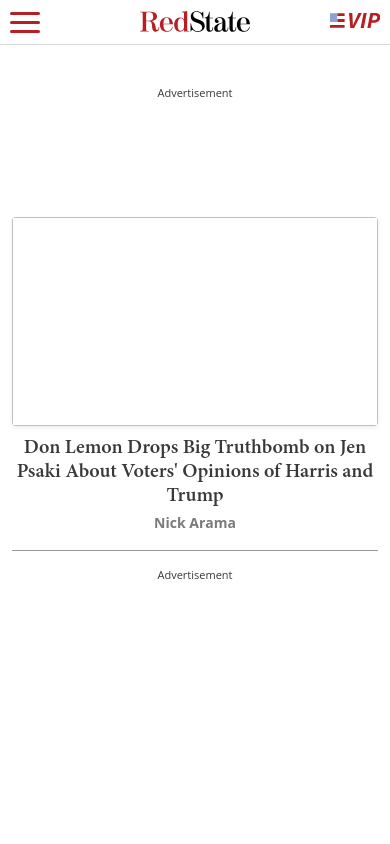 RedState
VIP
Advertisement
Don Lemon Drops Big Truthbomb on Jen
Psaki About Voters' Opinions of Harris and
Trump
Nick Arama
Advertisement